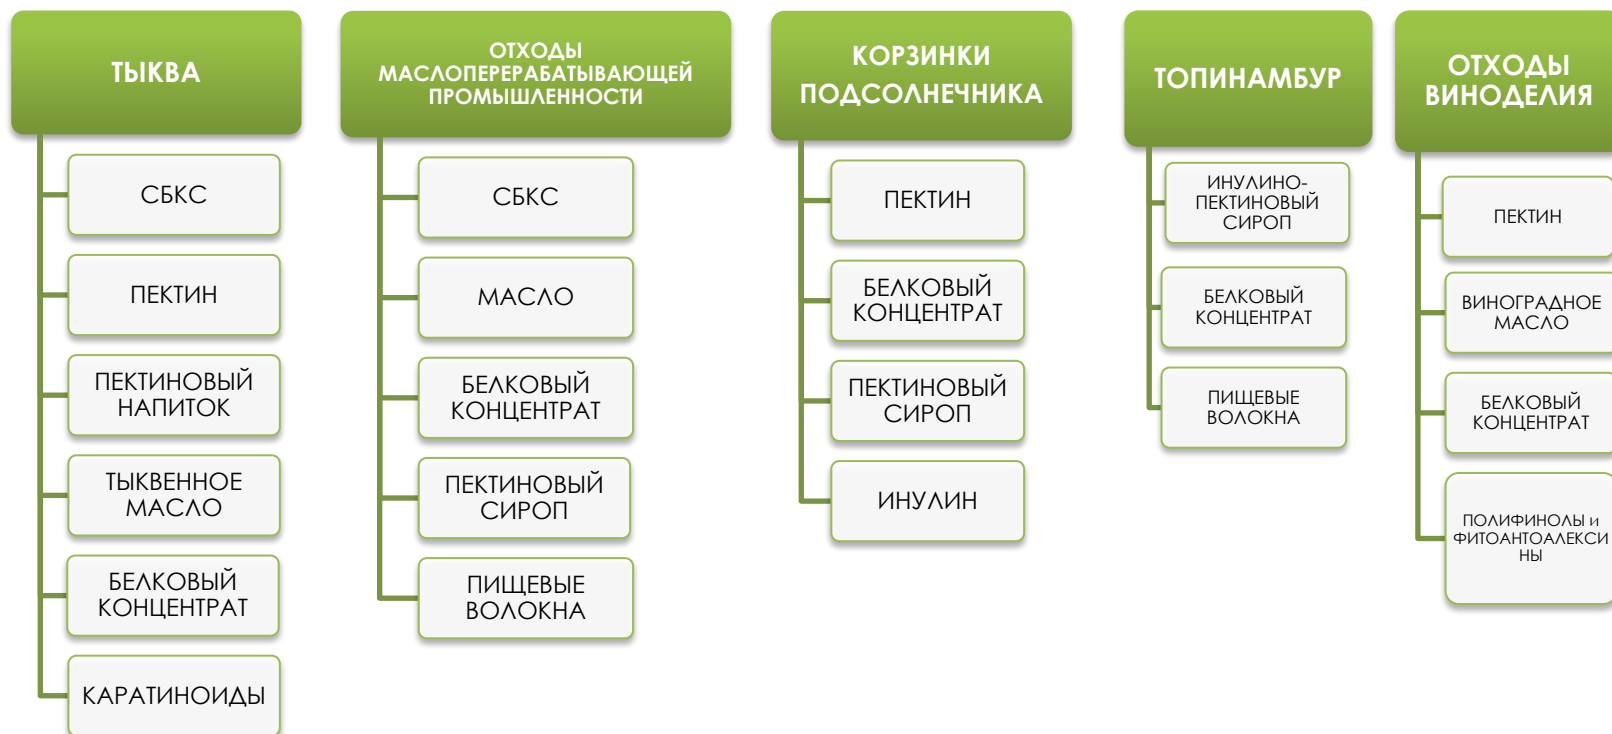 ТЫКВА
СБКС
ПЕКТИН
ПЕКТИНОВЫЙ
НАПИТОК
ТЫКВЕННОЕ
МАСЛО
БЕЛКОВЫЙ
КОНЦЕНТРАТ
КАРАТИНОИДЫ
ОТХОДЫ
МАСЛОПЕРЕРАБАТЫВАЮЩЕЙ
ПРОМЫШЛЕННОСТИ
СБКС
МАСЛО
БЕЛКОВЫЙ
КОНЦЕНТРАТ
ПЕКТИНОВЫЙ
СИРОП
ПИЩЕВЫЕ
ВОЛОКНА
КОРЗИНКИ
ПОДСОЛНЕЧНИКА
ПЕКТИН
БЕЛКОВЫЙ
КОНЦЕНТРАТ
ПЕКТИНОВЫЙ
СИРОП
ИНУЛИН
ТОПИНАМБУР
ИНУЛИНО-
ПЕКТИНОВЫЙ
СИРОП
БЕЛКОВЫЙ
КОНЦЕНТРАТ
ПИЩЕВЫЕ
ВОЛОКНА
ОТХОДЫ
ВИНОДЕЛИЯ
ПЕКТИН
ВИНОГРАДНОЕ
МАСЛО
БЕЛКОВЫЙ
КОНЦЕНТРАТ
ПОЛИФИНОЛЫ и
ФИТОАНТОАЛЕКСИ
НЫ